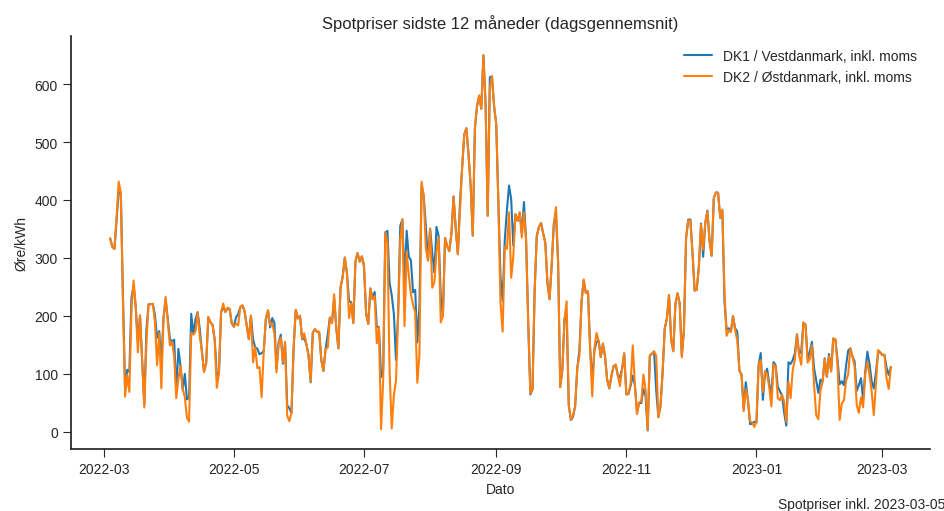 Spotpriser sidste 12 måneder (dagsgennemsnit)
DK1 / Vestdanmark, inkl. moms
DK2 / Østdanmark, inkl. moms
Øre/kWh
600
500
400
300
200
100
0
2022-03 2022-05 2022-07 2022-09 2022-11 2023-01 2023-03
Dato
Spotpriser inkl. 2023-03-05